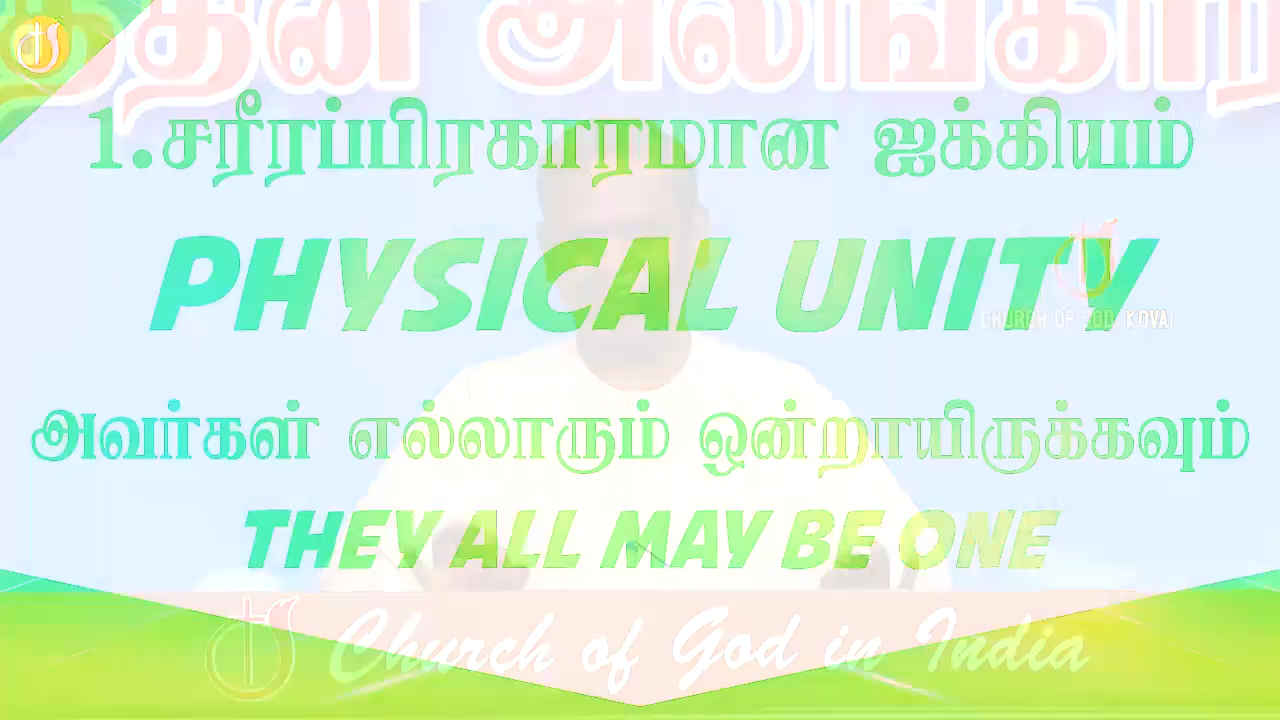 1.சரீரப்பிரகாரமான ஐக்கியம்
PHYSICAL UNITY
CHURCH OF GOD, KOVAI
அவர்கள் எல்லாரும் ஒன்றாயிருக்கவும்
THEY ALL MAY BE ONE
Church of God in India